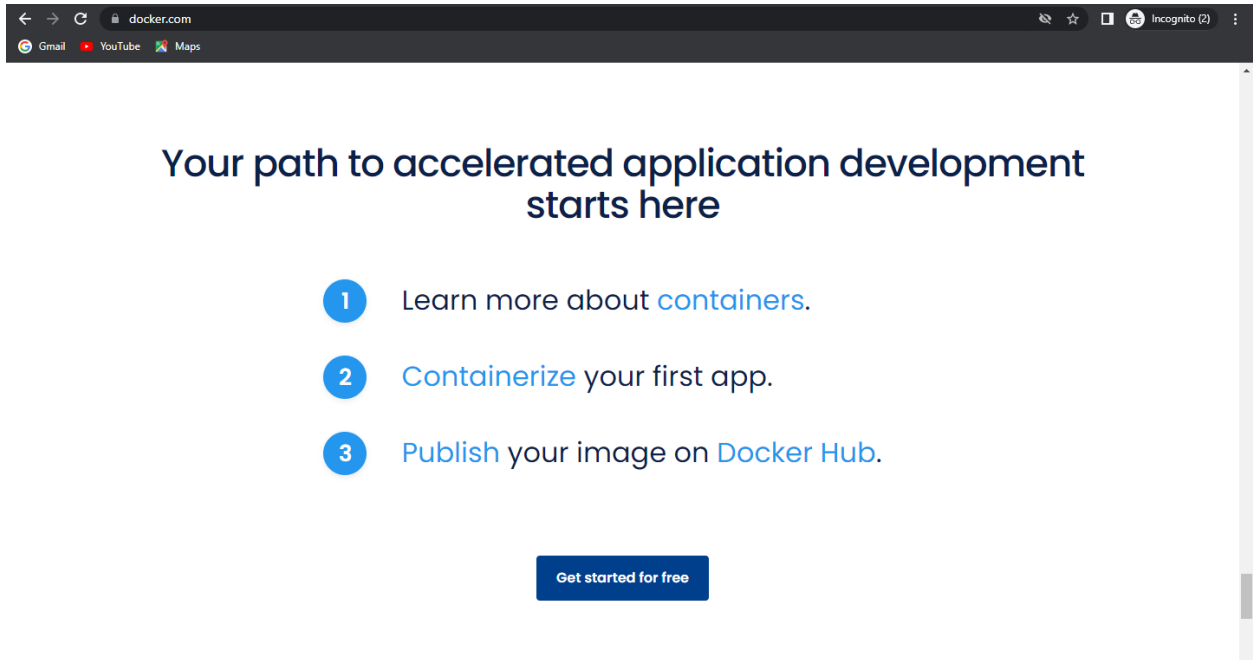 docker.com
Incognito (2)
Gmail
YouTube
Maps
Your path to accelerated application development
starts here
1 Learn more about containers.
2 Containerize your first app.
3 Publish your image on Docker Hub.
Get started for free